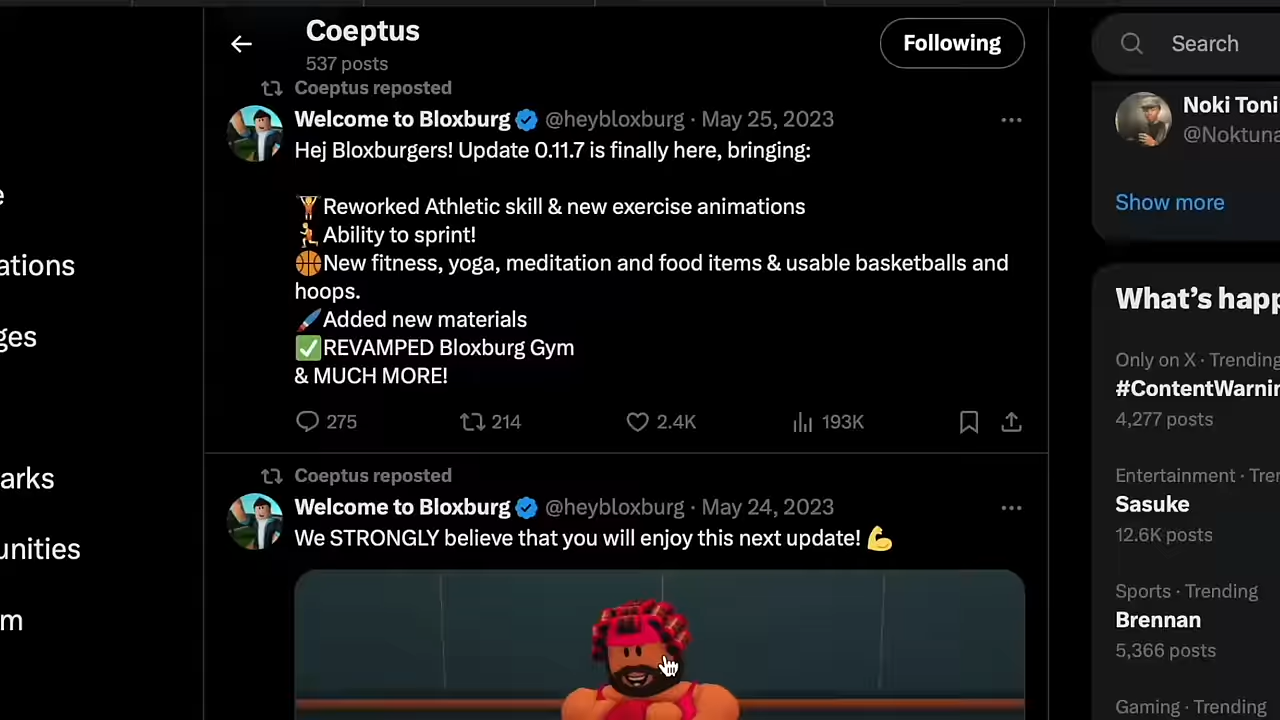 Coeptus
537 posts
Following
Search
Coeptus reposted
Welcome to Bloxburg @heybloxburg · May 25, 2023
Hej Bloxburgers! Update 0.11.7 is finally here, bringing:
🏋Reworked Athletic skill & new exercise animations
🏃Ability to sprint!
🏀New fitness, yoga, meditation and food items & usable basketballs and
hoops.
🖌Added new materials
✅REVAMPED Bloxburg Gym
& MUCH MORE!
275 214 2.4K 193K
Coeptus reposted
Welcome to Bloxburg @heybloxburg · May 24, 2023
We STRONGLY believe that you will enjoy this next update! 💪
e
ations
ges
arks
unities
m
Noki Toni
@Noktuna
Show more
What's happ
Only on X · Trending
#ContentWarnin
4,277 posts
Entertainment · Tren
Sasuke
12.6K posts
Sports · Trending
Brennan
5,366 posts
Gaming · Trending